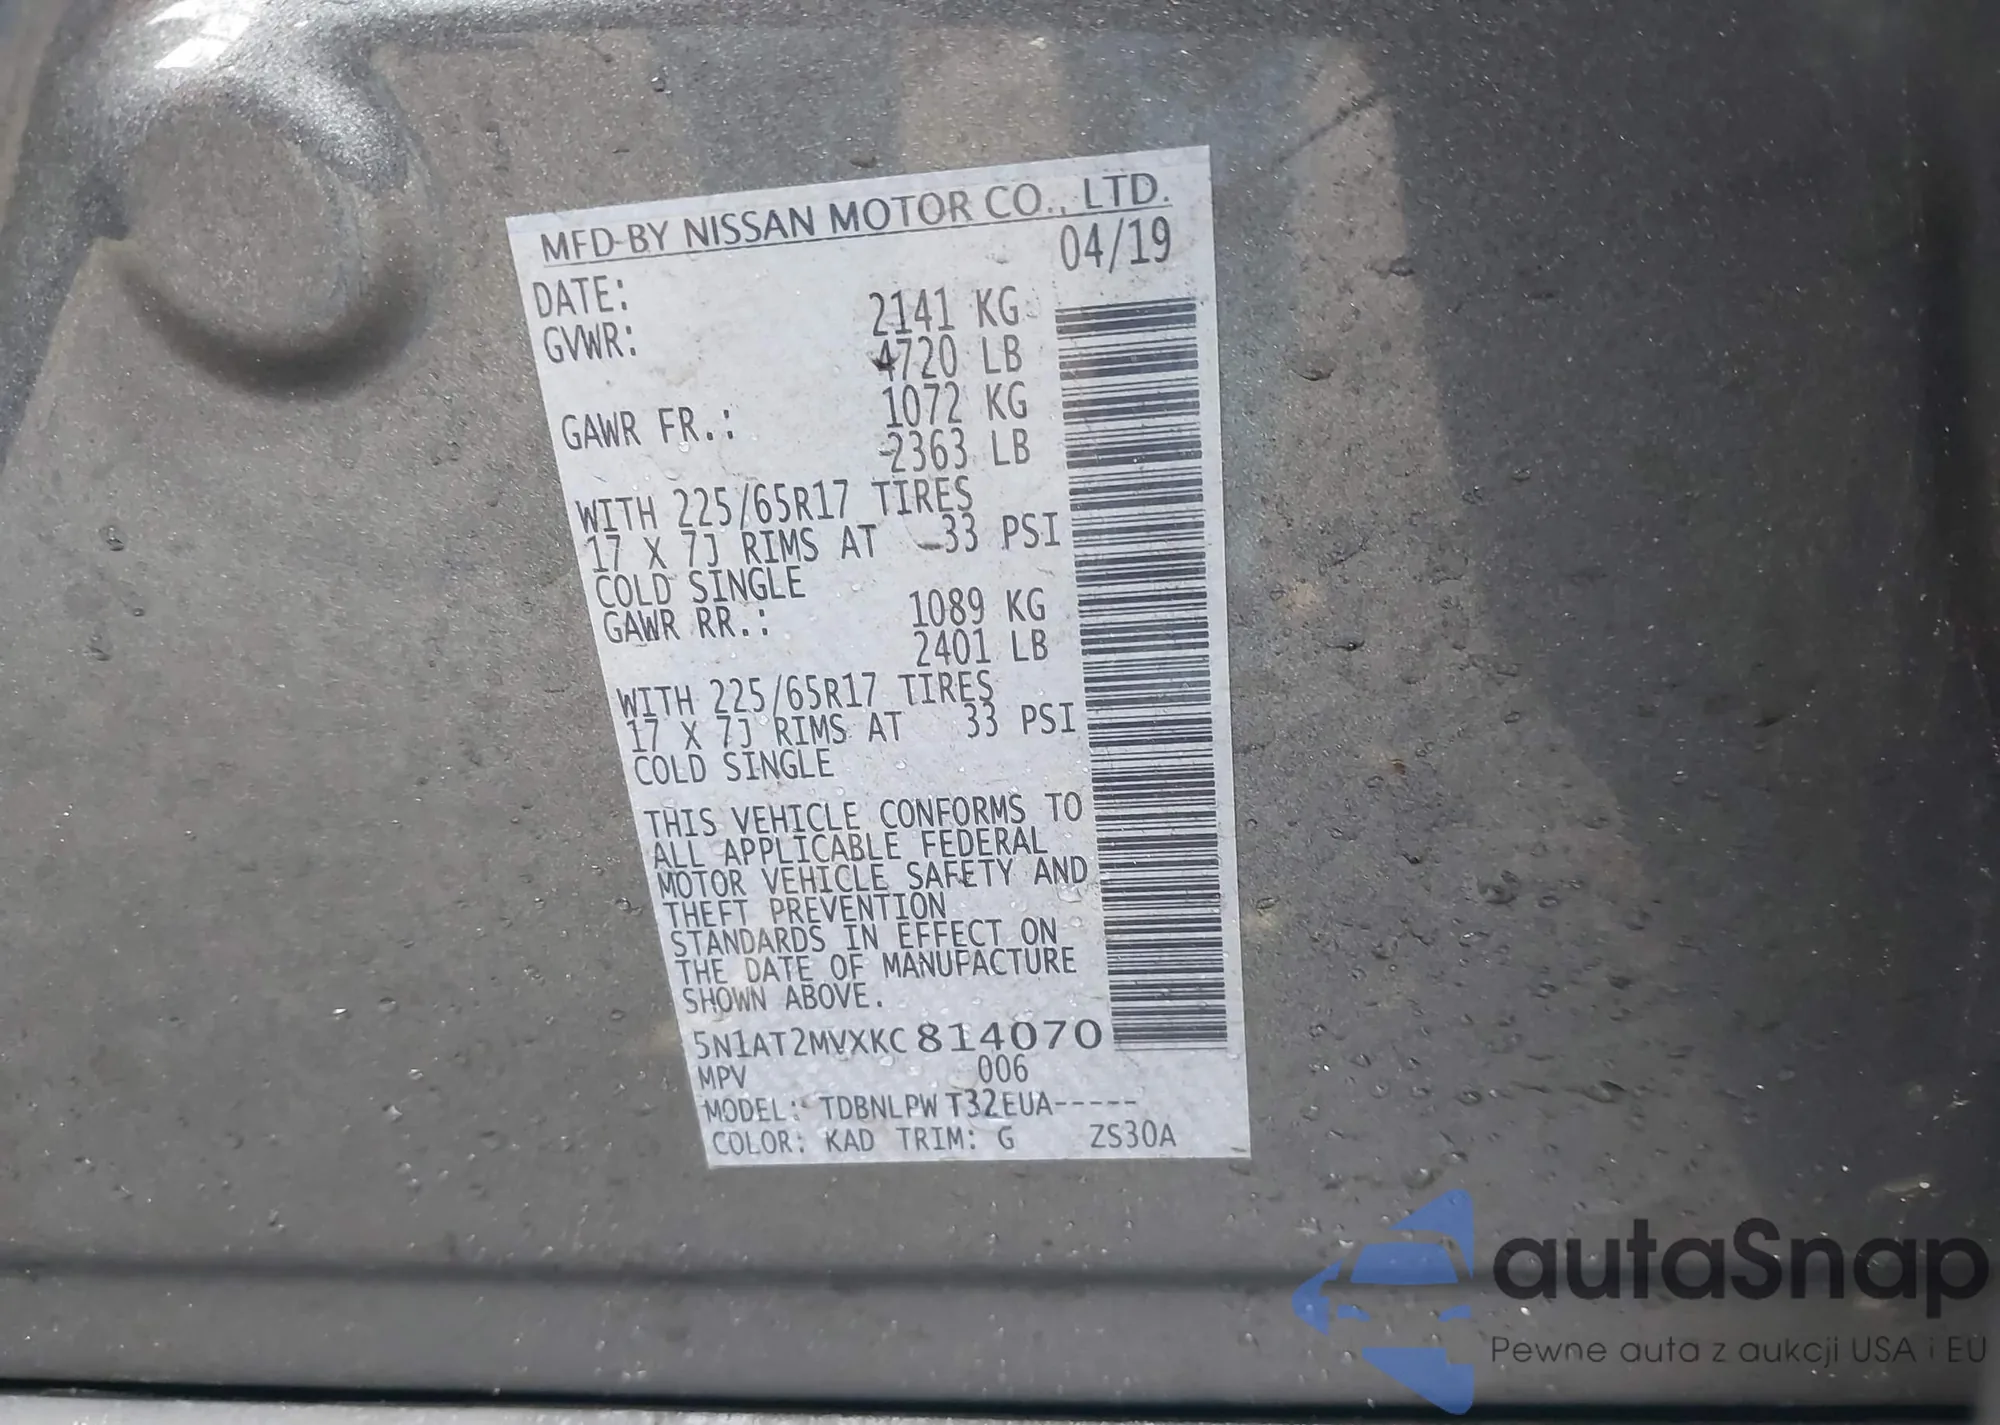 MFD-BY NISSAN MOTOR CO., LTD.
DATE: 04/19
GVWR: 2141 KG
4720 LB
GAWR FR.: 1072 KG
2363 LB
WITH 225/65R17 TIRES
17 X 7J RIMS AT 33 PSI
COLD SINGLE
GAWR RR.: 1089 KG
2401 LB
WITH 225/65R17 TIRES
17 X 7J RIMS AT 33 PSI
COLD SINGLE
THIS VEHICLE CONFORMS TO
ALL APPLICABLE FEDERAL
MOTOR VEHICLE SAFETY AND
THEFT PREVENTION
STANDARDS IN EFFECT ON
THE DATE OF MANUFACTURE
SHOWN ABOVE.
5N1AT2MVXKC814070
MPV 006
MODEL: TDBNLPW T32EUA-----
COLOR: KAD TRIM: G ZS30A
autaSnap
Pewne auta z aukcji USA i EU